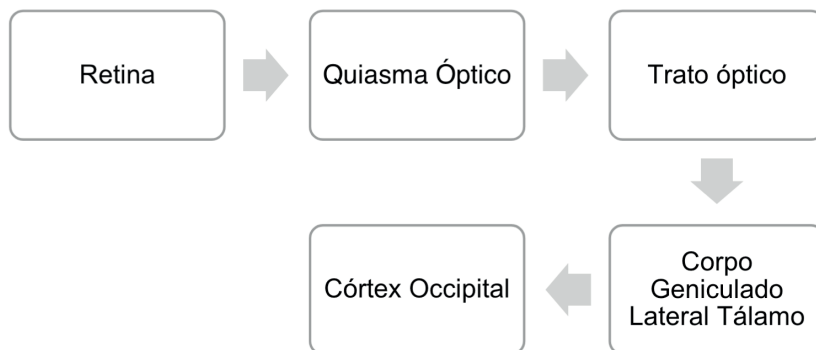 Retina
Quiasma Óptico
Trato óptico
Corpo
Geniculado
Lateral Tálamo
Córtex Occipital